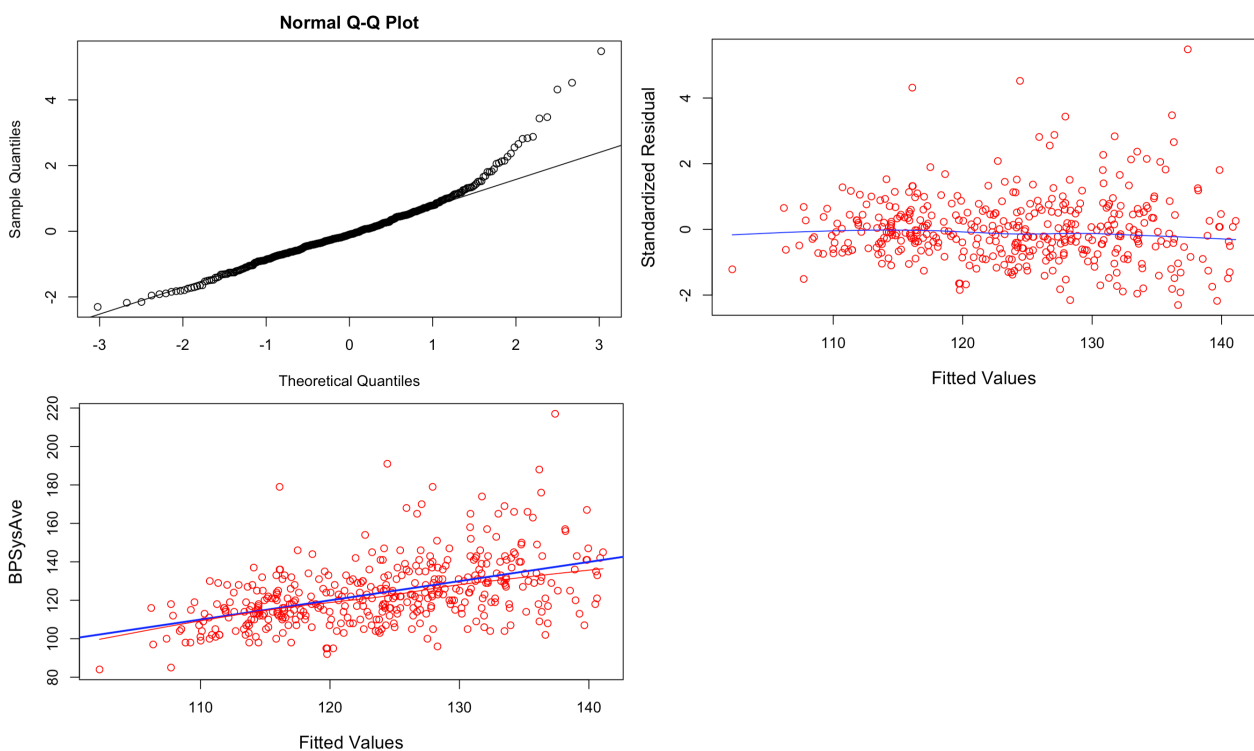 Normal Q-Q Plot
Sample Quantiles
4
2
0
-2
-3 -2 -1 0 1 2 3
Theoretical Quantiles
Standardized Residual
4
2
0
-2
110 120 130 140
Fitted Values
BPSysAve
220
200
180
160
140
120
100
80
110 120 130 140
Fitted Values